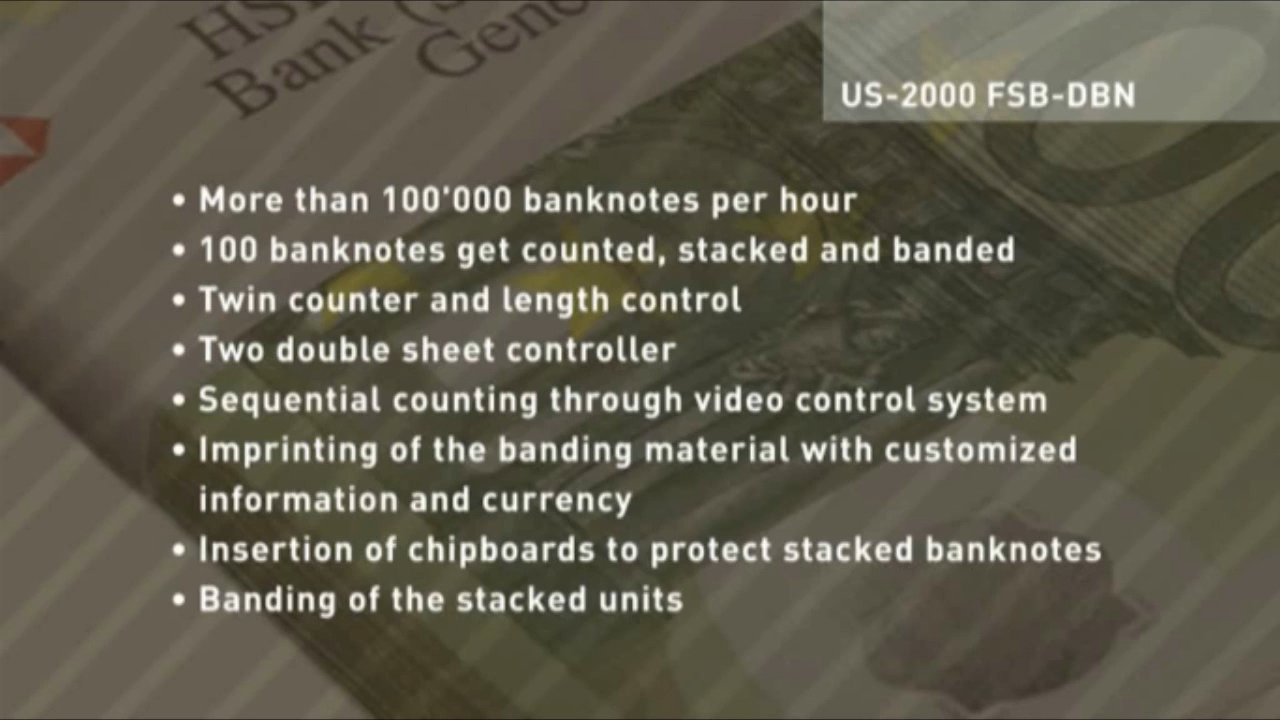 Bank
US-2000 FSB-DBN
• More than 100'000 banknotes per hour
• 100 banknotes get counted, stacked and banded
• Twin counter and length control
• Two double sheet controller
• Sequential counting through video control system
• Imprinting of the banding material with customized
information and currency
• Insertion of chipboards to protect stacked banknotes
• Banding of the stacked units